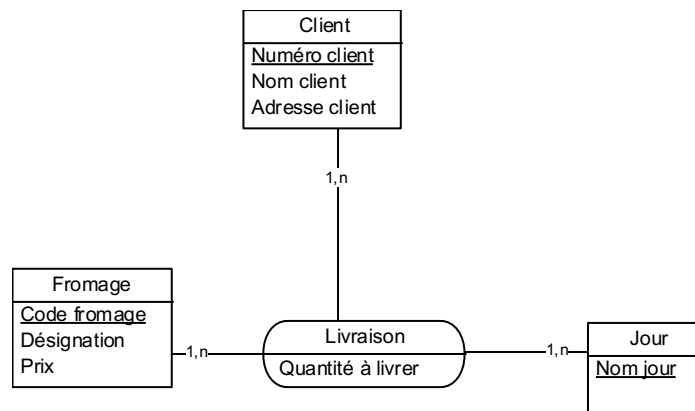 Client
Numéro client
Nom client
Adresse client
1,n
Fromage
Code fromage
Désignation
Prix
1,n
Livraison
Quantité à livrer
1,n
Jour
Nom jour